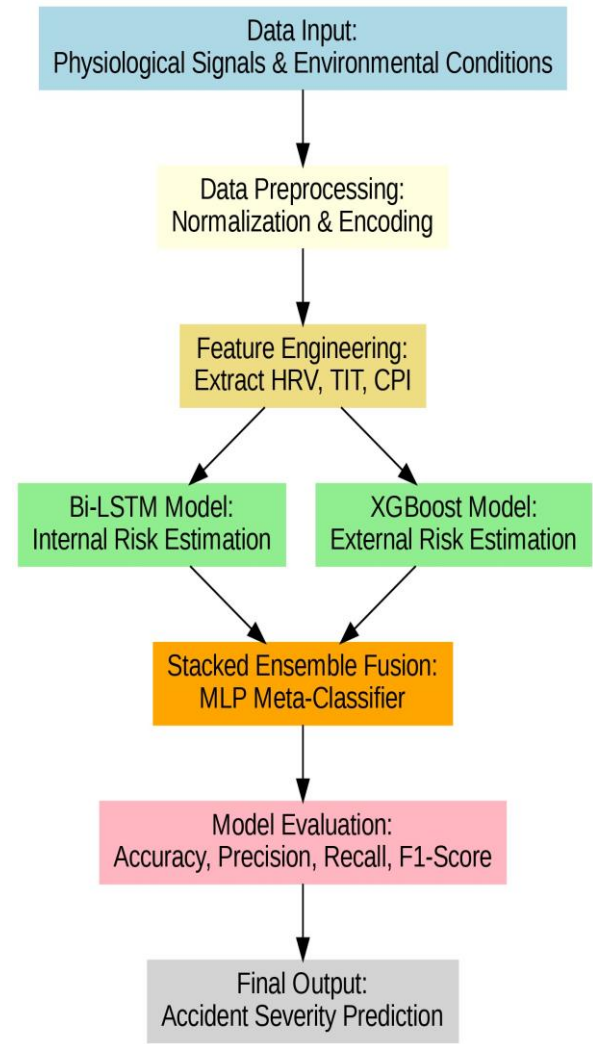 Data Input:
Physiological Signals & Environmental Conditions
Data Preprocessing:
Normalization & Encoding
Feature Engineering:
Extract HRV, TIT, CPI
Bi-LSTM Model:
Internal Risk Estimation
XGBoost Model:
External Risk Estimation
Stacked Ensemble Fusion:
MLP Meta-Classifier
Model Evaluation:
Accuracy, Precision, Recall, F1-Score
Final Output:
Accident Severity Prediction